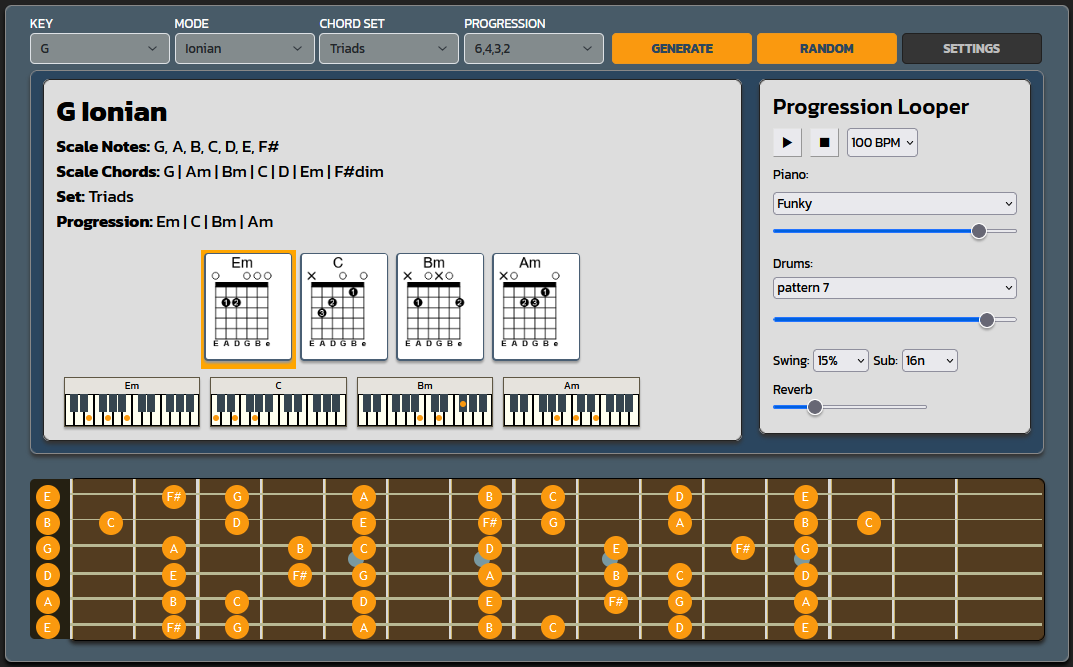 KEY MODE CHORD SET PROGRESSION
G Ionian Triads 6,4,3,2 GENERATE RANDOM SETTINGS
G Ionian
Scale Notes: G, A, B, C, D, E, F#
Scale Chords: G | Am | Bm | C | D | Em | F#dim
Set: Triads
Progression: Em | C | Bm | Am
Em C Bm Am
X X X X
1 2 1 2 3 1 2 1 2 3
E A D G B e E A D G B e E A D G B e E A D G B e
Em C Bm Am
Progression Looper
100 BPM
Piano:
Funky
Drums:
pattern 7
Swing: 15% Sub: 16n
Reverb
E F# G A B C D E
B C D E F# G A B C
G A B C D E F# G
D E F# G A B C D
A B C D E F# G A
E F# G A B C D E